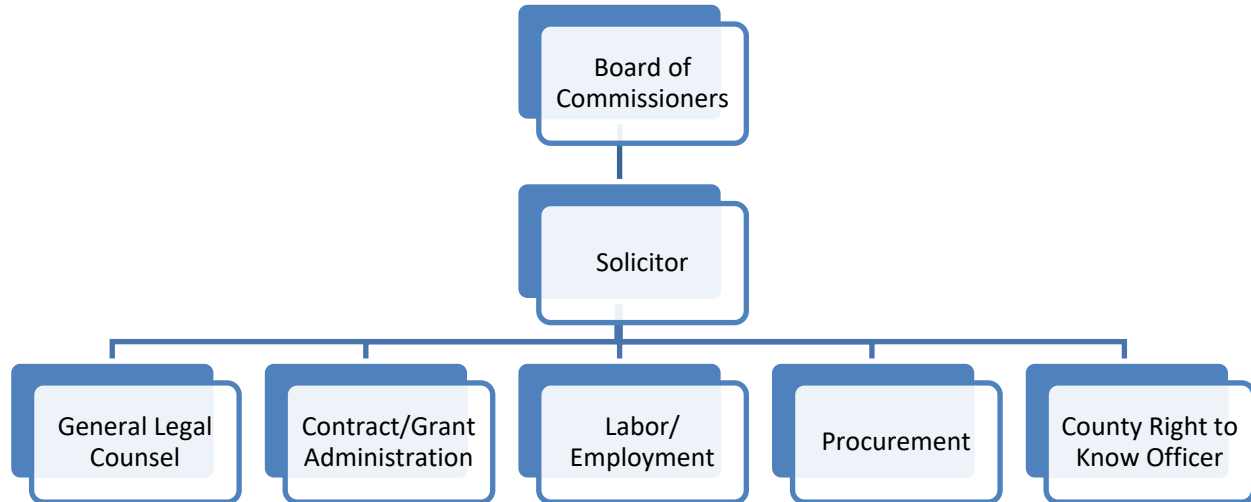 Board of
Commissioners
Solicitor
General Legal
Counsel
Contract/Grant
Administration
Labor/
Employment
Procurement
County Right to
Know Officer